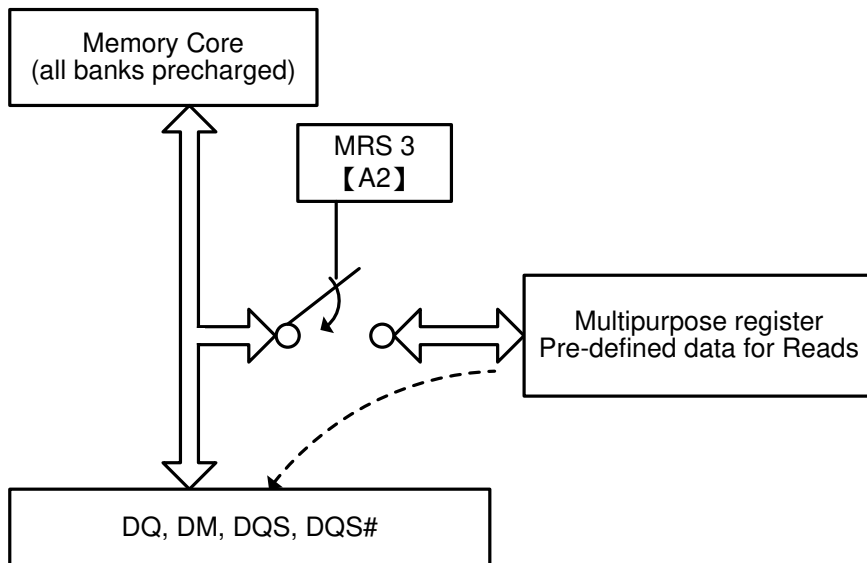 Memory Core
(all banks precharged)
MRS 3
【A2】
Multipurpose register
Pre-defined data for Reads
DQ, DM, DQS, DQS#